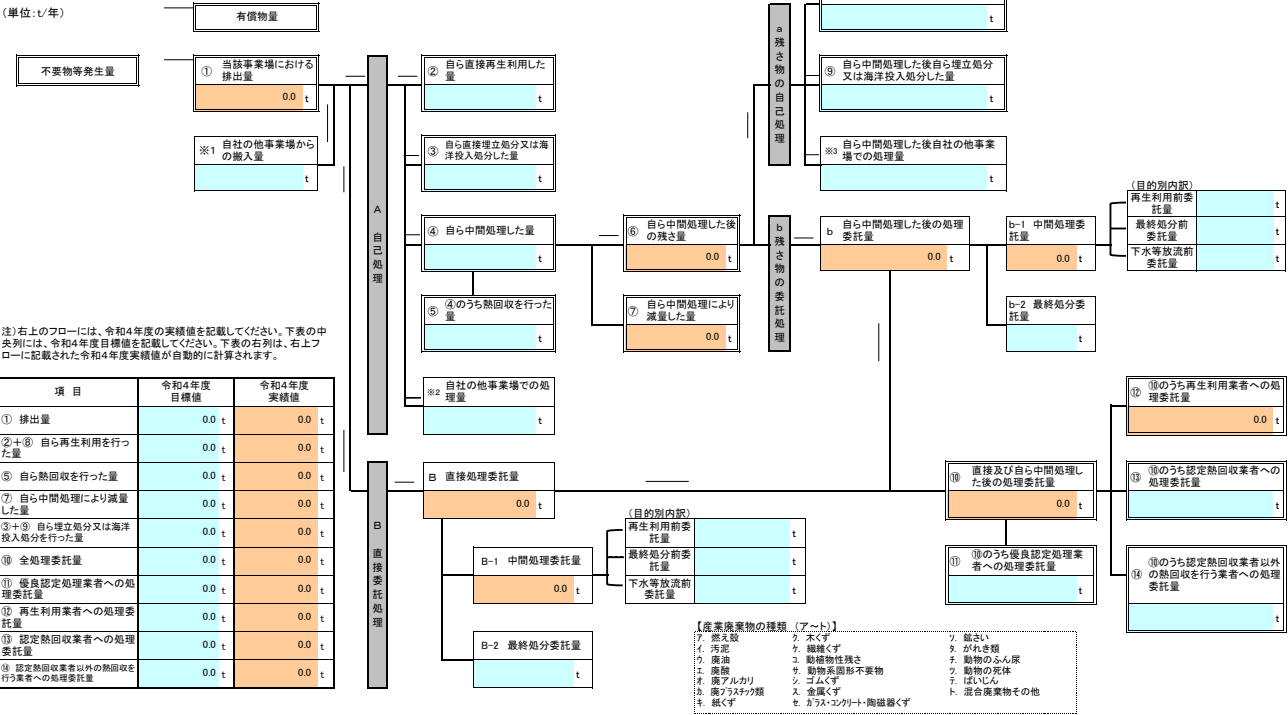 (単位:t/年)
有償物量
t
不要物等発生量
① 当該事業場における
排出量
0.0 t
※1 自社の他事業場から
の搬入量
t
A 自己処理
② 自ら直接再生利用した
量
t
③ 自ら直接埋立処分又は海
洋投入処分した量
t
④ 自ら中間処理した量
t
⑤ ④のうち熱回収を行った
量
t
※2 自社の他事業場での処
理量
t
⑥ 自ら中間処理した後
の残さ量
0.0 t
⑦ 自ら中間処理により
減量した量
0.0 t
a 残さ物の自己処理
⑨ 自ら中間処理した後自ら埋立処分
又は海洋投入処分した量
t
※3 自ら中間処理した後自社の他事業
場での処理量
t
b 残さ物の委託処理
b 自ら中間処理した後の処理
委託量
0.0 t
b-1 中間処理委
託量
0.0 t
b-2 最終処分委
託量
t
(目的別内訳)
再生利用前委
託量
t
最終処分前
委託量
t
下水等放流前
委託量
t
注)右上のフローには、令和4年度の実績値を記載してください。下表の中
央列には、令和4年度目標値を記載してください。下表の右列は、右上フ
ローに記載された令和4年度実績値が自動的に計算されます。
項 目 令和4年度
目標値 令和4年度
実績値
① 排出量 0.0 t 0.0 t
②+⑧ 自ら再生利用を行っ
た量 0.0 t 0.0 t
⑤ 自ら熱回収を行った量 0.0 t 0.0 t
⑦ 自ら中間処理により減量
した量 0.0 t 0.0 t
③+⑨ 自ら埋立処分又は海洋
投入処分を行った量 0.0 t 0.0 t
⑩ 全処理委託量 0.0 t 0.0 t
⑪ 優良認定処理業者への処
理委託量 0.0 t 0.0 t
⑫ 再生利用業者への処理委
託量 0.0 t 0.0 t
⑬ 認定熱回収業者への処理
委託量 0.0 t 0.0 t
⑭ 認定熱回収業者以外の熱回収を
行う業者への処理委託量 0.0 t 0.0 t
B 直接委託処理
B 直接処理委託量
0.0 t
B-1 中間処理委託量
0.0 t
B-2 最終処分委託量
t
(目的別内訳)
再生利用前委
託量
t
最終処分前委
託量
t
下水等放流前
委託量
t
⑩ 直接及び自ら中間処理し
た後の処理委託量
0.0 t
⑪ ⑩のうち優良認定処理業
者への処理委託量
t
⑫ ⑩のうち再生利用業者への処
理委託量
0.0 t
⑬ ⑩のうち認定熱回収業者への
処理委託量
t
⑭ ⑩のうち認定熱回収業者以外
の熱回収を行う業者への処理
委託量
t
【産業廃棄物の種類 (ア~ト)】
ア. 燃え殻 ク. 木くず ソ. 鉱さい
イ. 汚泥 ケ. 繊維くず タ. がれき類
ウ. 廃油 コ. 動植物性残さ チ. 動物のふん尿
エ. 廃酸 サ. 動物系固形不要物 ツ. 動物の死体
オ. 廃アルカリ シ. ゴムくず テ. ばいじん
カ. 廃プラスチック類 ス. 金属くず ト. 混合廃棄物その他
キ. 紙くず セ. ガラス・コンクリート・陶磁器くず